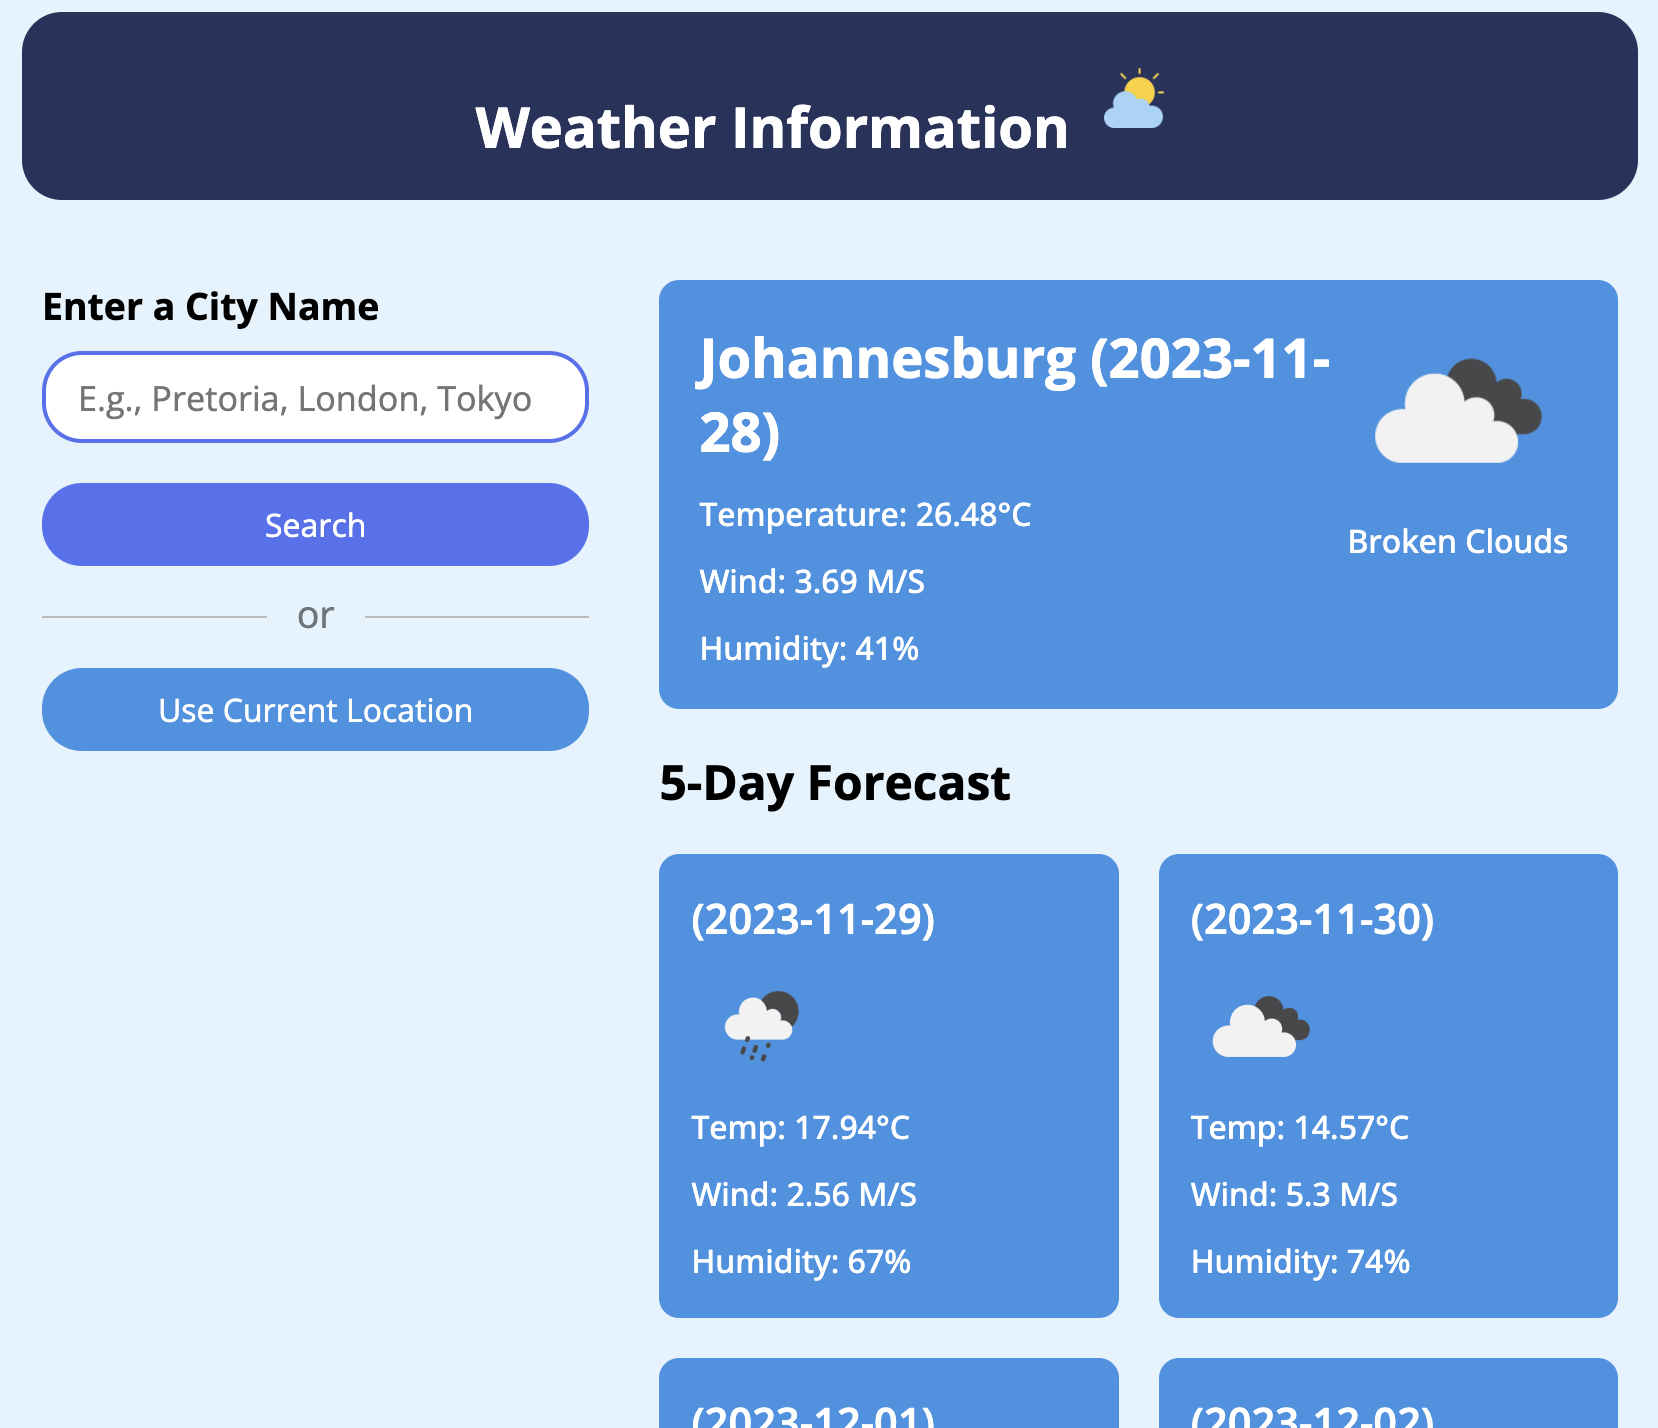 Weather Information
Enter a City Name
E.g., Pretoria, London, Tokyo
Search
or
Use Current Location
Johannesburg (2023-11-
28)
Temperature: 26.48°C
Wind: 3.69 M/S
Humidity: 41%
Broken Clouds
5-Day Forecast
(2023-11-29)
Temp: 17.94°C
Wind: 2.56 M/S
Humidity: 67%
(2023-11-30)
Temp: 14.57°C
Wind: 5.3 M/S
Humidity: 74%
(2023-12-01)
(2023-12-02)